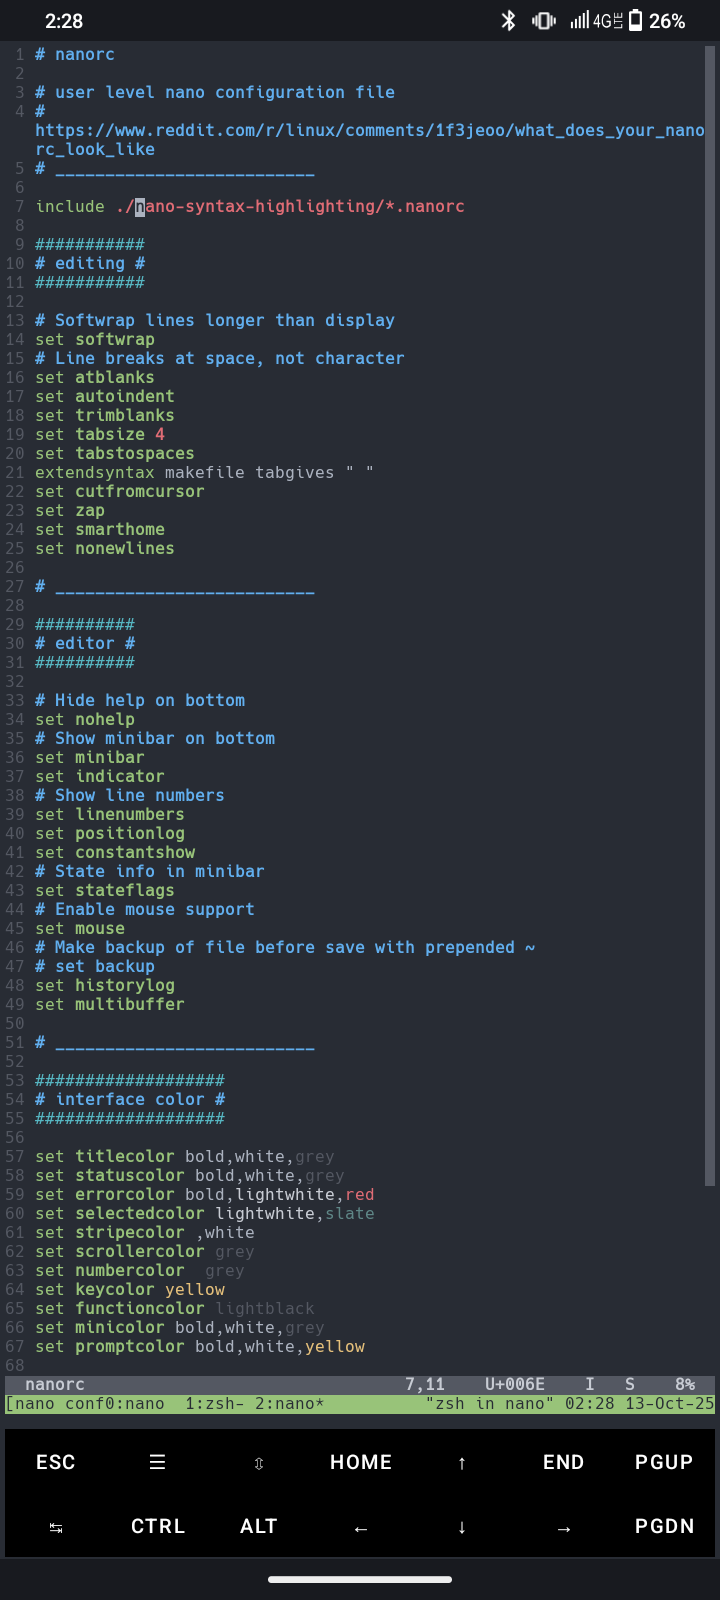 2:28 4G LTE 26%
1 # nanorc
2
3 # user level nano configuration file
4 #
https://www.reddit.com/r/linux/comments/1f3jeoo/what_does_your_nano
rc_look_like
5 # __________________________
6
7 include ./nano-syntax-highlighting/*.nanorc
8
9 ###########
10 # editing #
11 ###########
12
13 # Softwrap lines longer than display
14 set softwrap
15 # Line breaks at space, not character
16 set atblanks
17 set autoindent
18 set trimblanks
19 set tabsize 4
20 set tabstospaces
21 extendsyntax makefile tabgives " "
22 set cutfromcursor
23 set zap
24 set smarthome
25 set nonewlines
26
27 # __________________________
28
29 ##########
30 # editor #
31 ##########
32
33 # Hide help on bottom
34 set nohelp
35 # Show minibar on bottom
36 set minibar
37 set indicator
38 # Show line numbers
39 set linenumbers
40 set positionlog
41 set constantshow
42 # State info in minibar
43 set stateflags
44 # Enable mouse support
45 set mouse
46 # Make backup of file before save with prepended ~
47 # set backup
48 set historylog
49 set multibuffer
50
51 # __________________________
52
53 ###################
54 # interface color #
55 ###################
56
57 set titlecolor bold,white,grey
58 set statuscolor bold,white,grey
59 set errorcolor bold,lightwhite,red
60 set selectedcolor lightwhite,slate
61 set stripecolor ,white
62 set scrollercolor grey
63 set numbercolor  grey
64 set keycolor yellow
65 set functioncolor lightblack
66 set minicolor bold,white,grey
67 set promptcolor bold,white,yellow
68
nanorc 7,11 U+006E I S 8%
[nano conf0:nano  1:zsh- 2:nano* "zsh in nano" 02:28 13-Oct-25
ESC ☰ ⇳ HOME ↑ END PGUP
↹ CTRL ALT ← ↓ → PGDN